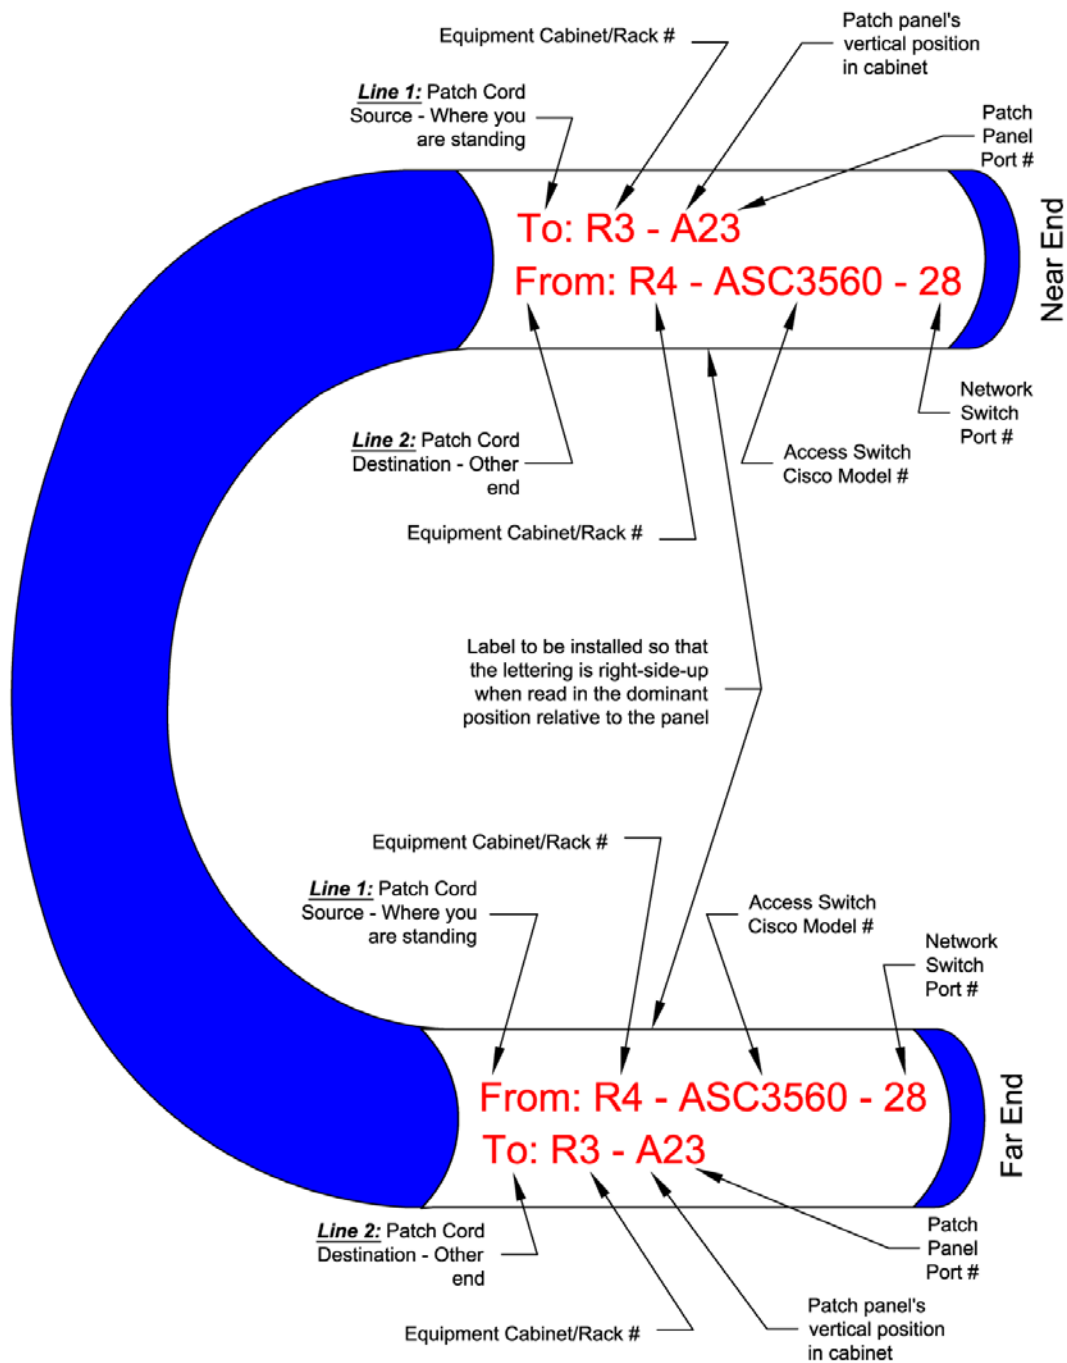 Equipment Cabinet/Rack #
Patch panel's
vertical position
in cabinet
Line 1: Patch Cord
Source - Where you
are standing
Patch
Panel
Port #
To: R3 - A23
From: R4 - ASC3560 - 28
Near End
Network
Switch
Port #
Line 2: Patch Cord
Destination - Other
end
Access Switch
Cisco Model #
Equipment Cabinet/Rack #
Label to be installed so that
the lettering is right-side-up
when read in the dominant
position relative to the panel
Equipment Cabinet/Rack #
Line 1: Patch Cord
Source - Where you
are standing
Access Switch
Cisco Model #
Network
Switch
Port #
From: R4 - ASC3560 - 28
To: R3 - A23
Far End
Line 2: Patch Cord
Destination - Other
end
Patch
Panel
Port #
Patch panel's
vertical position
in cabinet
Equipment Cabinet/Rack #